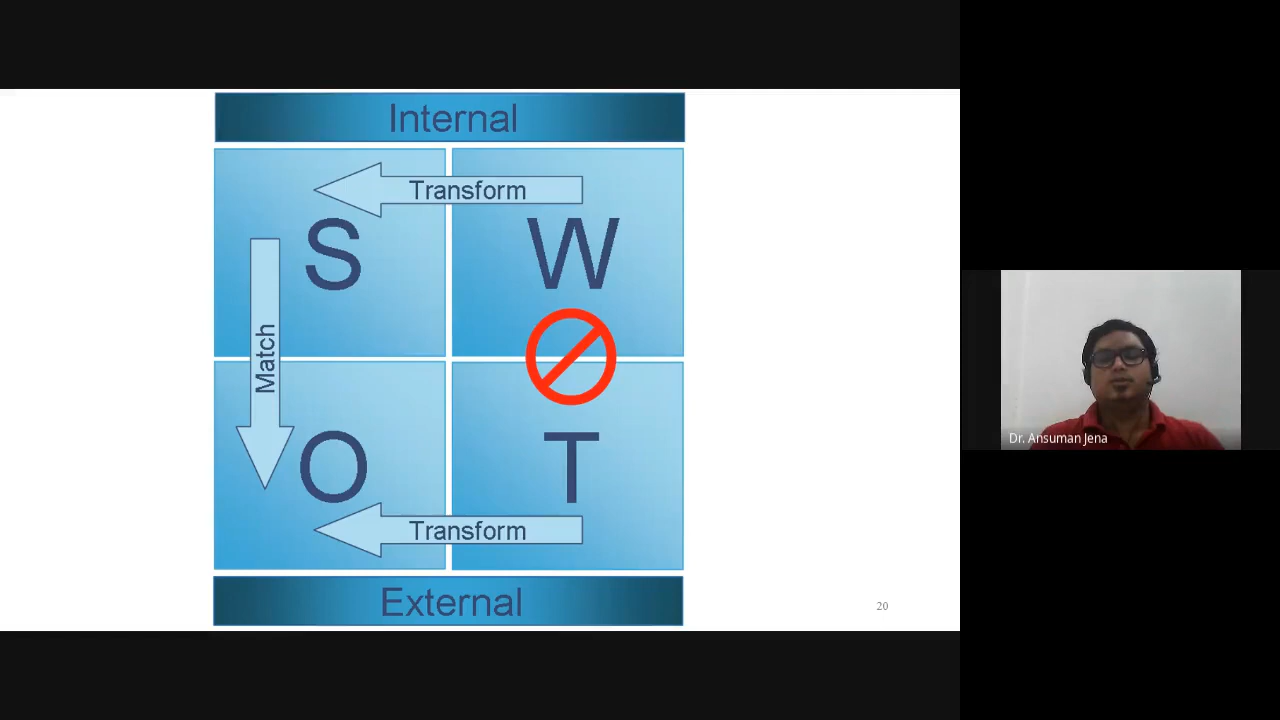 Internal
Transform
S
W
Match
O
T
Transform
External
20
Dr. Ansuman Jena